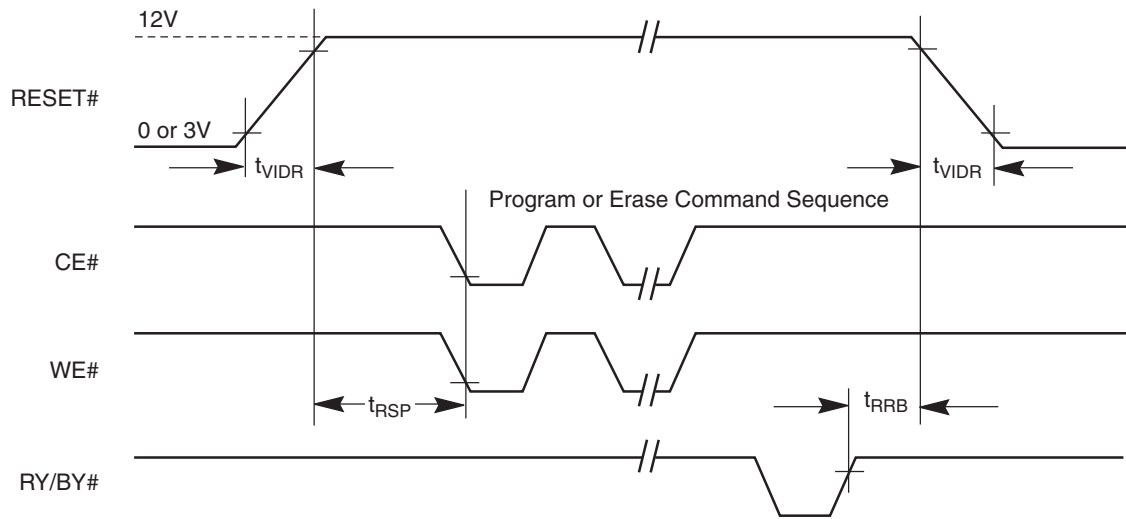 12V
RESET#
0 or 3V
tVIDR
tVIDR
Program or Erase Command Sequence
CE#
WE#
tRSP
tRRB
RY/BY#